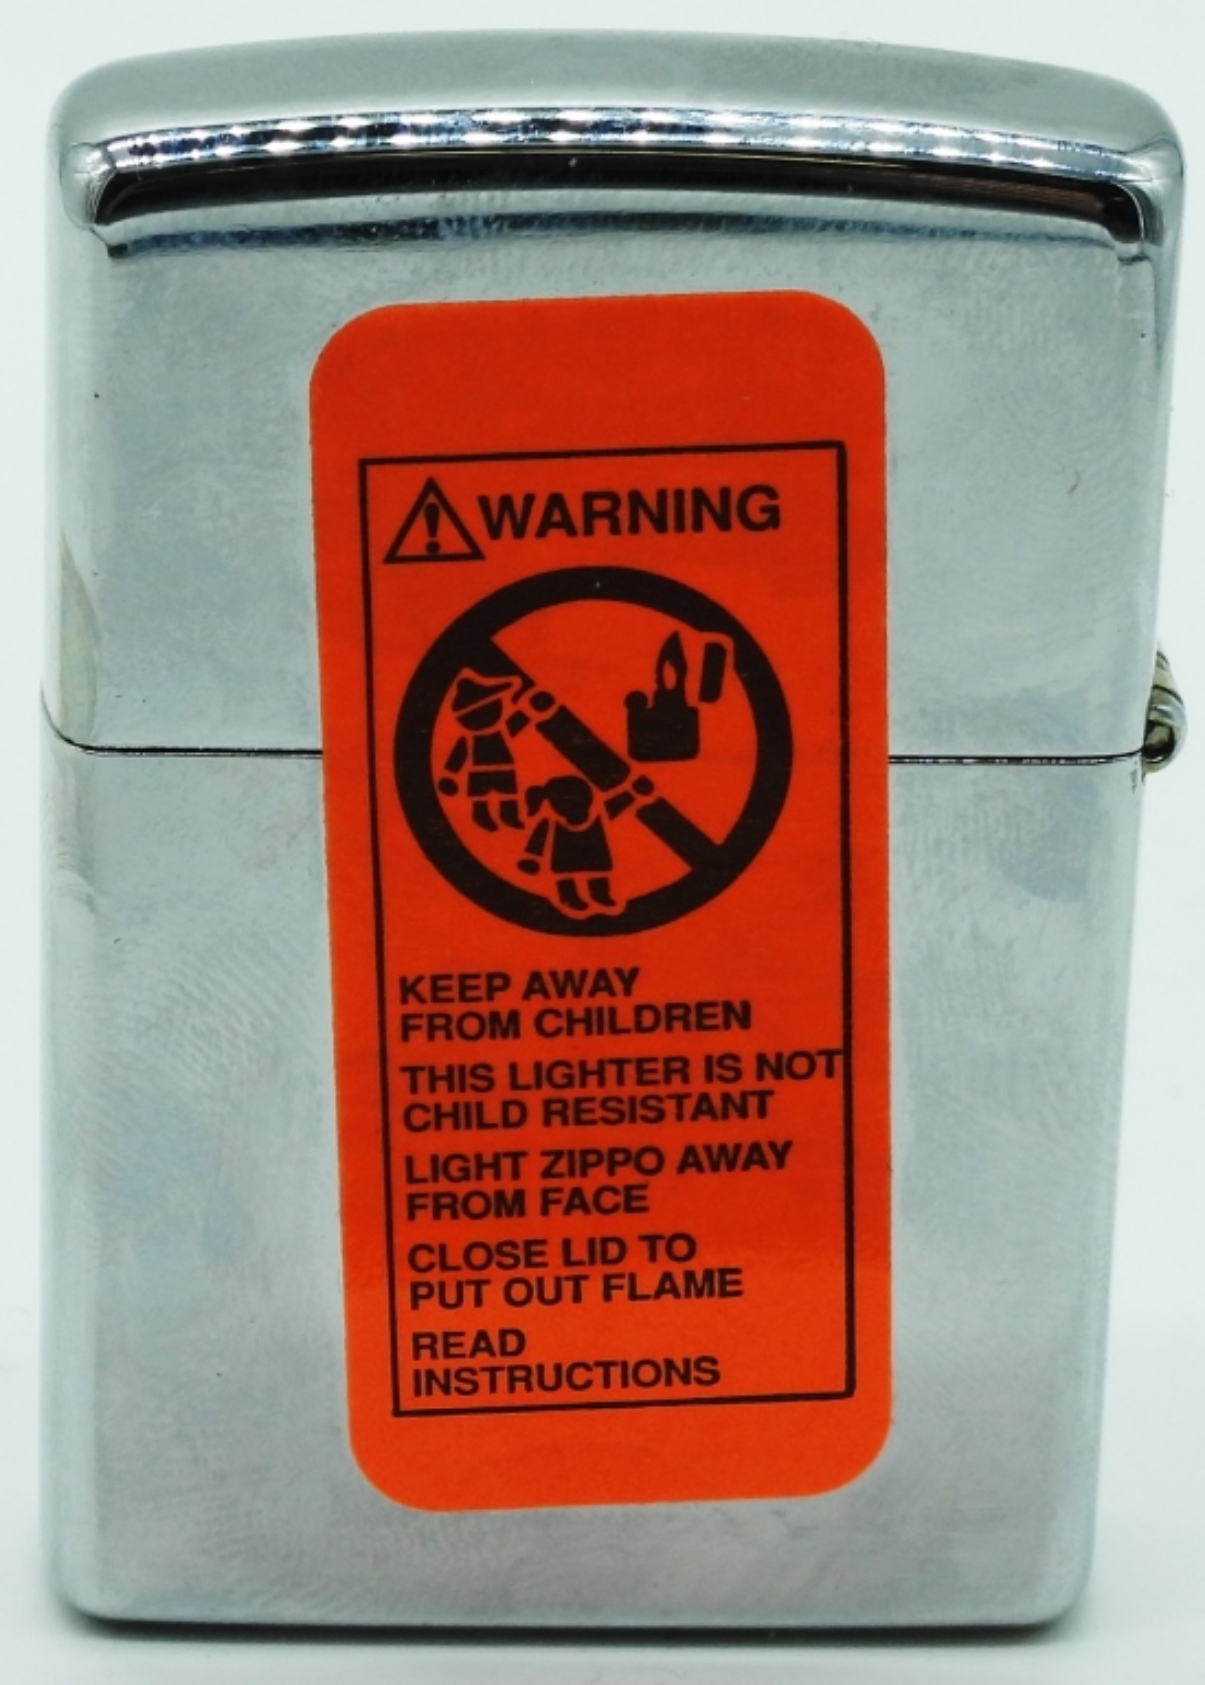 WARNING
KEEP AWAY
FROM CHILDREN
THIS LIGHTER IS NOT
CHILD RESISTANT
LIGHT ZIPPO AWAY
FROM FACE
CLOSE LID TO
PUT OUT FLAME
READ
INSTRUCTIONS